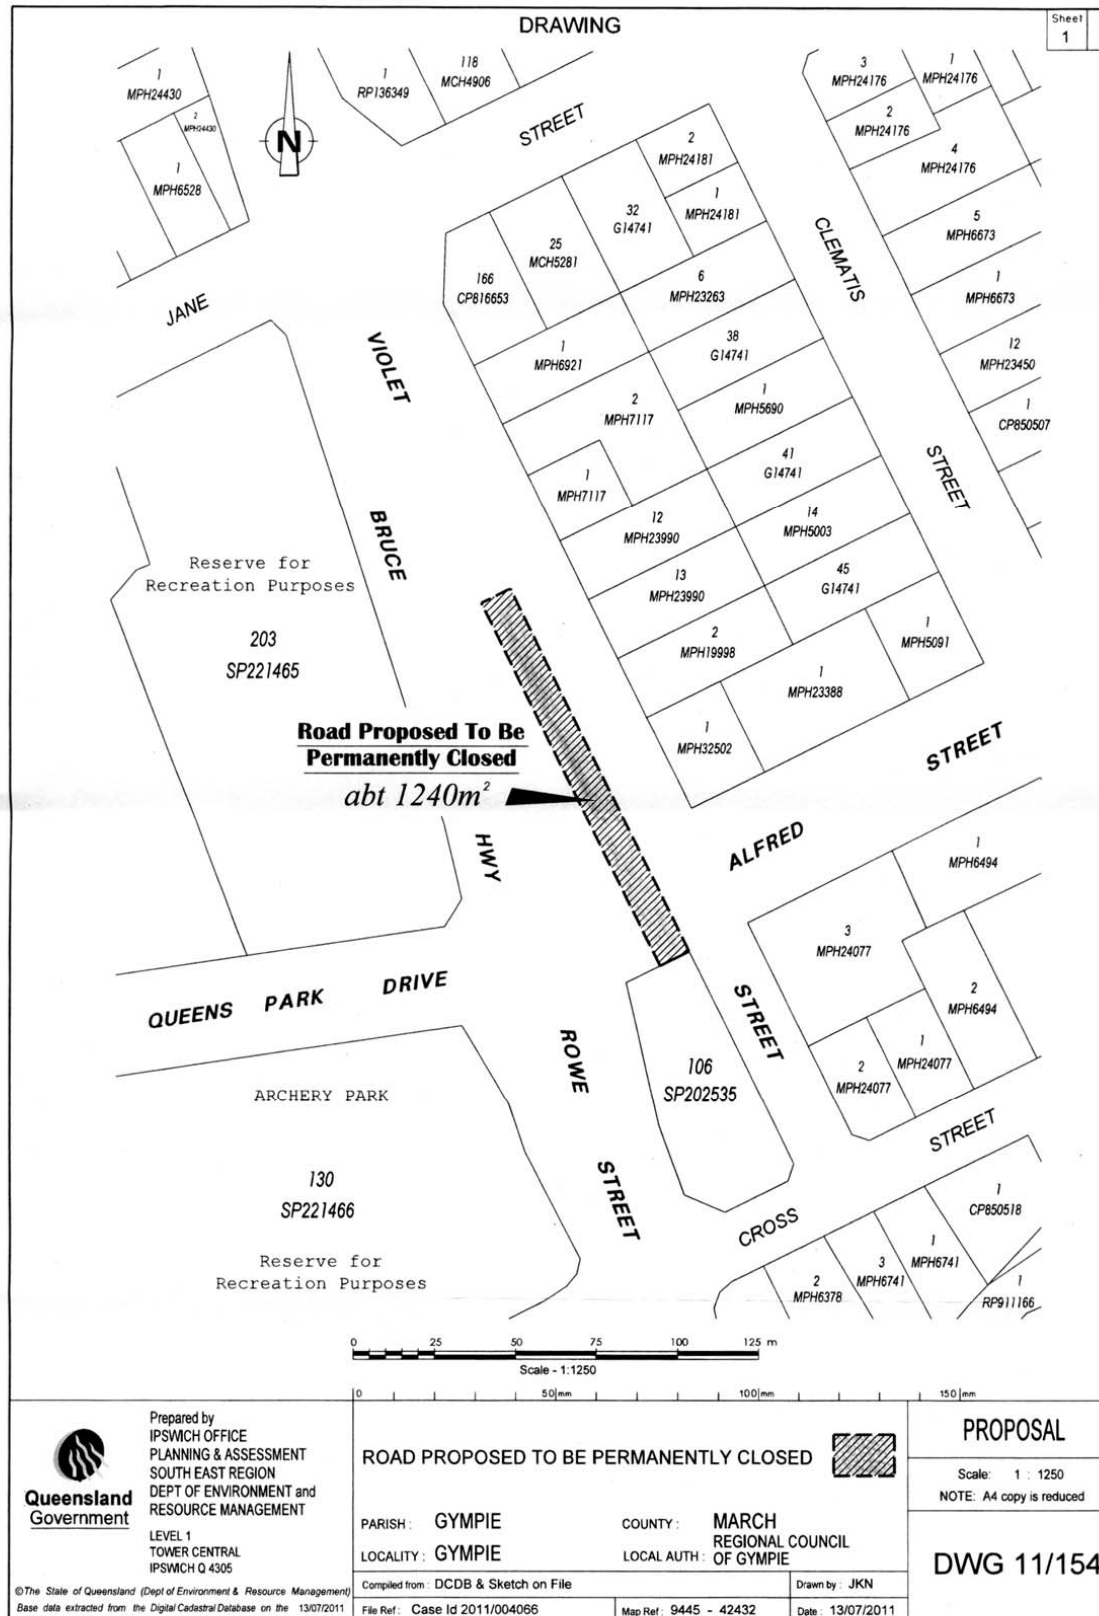 DRAWING
Sheet
1
1
MPH24430
2
MPH24430
1
MPH6528
1
RP136349
118
MCH4906
STREET
N
3
MPH24176
1
MPH24176
2
MPH24176
4
MPH24176
5
MPH6673
1
MPH6673
12
MPH23450
1
CP850507
2
MPH24181
1
MPH24181
32
G14741
25
MCH5281
166
CP816653
6
MPH23263
CLEMATIS
STREET
JANE
VIOLET
1
MPH6921
38
G14741
2
MPH7117
1
MPH5690
1
MPH7117
41
G14741
12
MPH23990
14
MPH5003
13
MPH23990
45
G14741
2
MPH19998
1
MPH5091
1
MPH23388
1
MPH32502
BRUCE
Reserve for
Recreation Purposes
203
SP221465
Road Proposed To Be
Permanently Closed
abt 1240m²
HWY
ALFRED
STREET
1
MPH6494
3
MPH24077
2
MPH6494
1
MPH24077
2
MPH24077
QUEENS PARK DRIVE
STREET
ROWE
STREET
106
SP202535
ARCHERY PARK
130
SP221466
Reserve for
Recreation Purposes
CROSS
STREET
1
CP850518
1
MPH6741
3
MPH6741
2
MPH6378
1
RP911166
0 25 50 75 100 125 m
Scale - 1:1250
0 50 mm 100 mm 150 mm
Queensland
Government
Prepared by
IPSWICH OFFICE
PLANNING & ASSESSMENT
SOUTH EAST REGION
DEPT OF ENVIRONMENT and
RESOURCE MANAGEMENT
LEVEL 1
TOWER CENTRAL
IPSWICH Q 4305
©The State of Queensland (Dept of Environment & Resource Management)
Base data extracted from the Digital Cadastral Database on the 13/07/2011
ROAD PROPOSED TO BE PERMANENTLY CLOSED
PARISH : GYMPIE
COUNTY : MARCH
LOCALITY : GYMPIE
LOCAL AUTH : REGIONAL COUNCIL
OF GYMPIE
Compiled from : DCDB & Sketch on File
Drawn by : JKN
File Ref : Case Id 2011/004066
Map Ref : 9445 - 42432
Date : 13/07/2011
PROPOSAL
Scale: 1 : 1250
NOTE: A4 copy is reduced
DWG 11/154